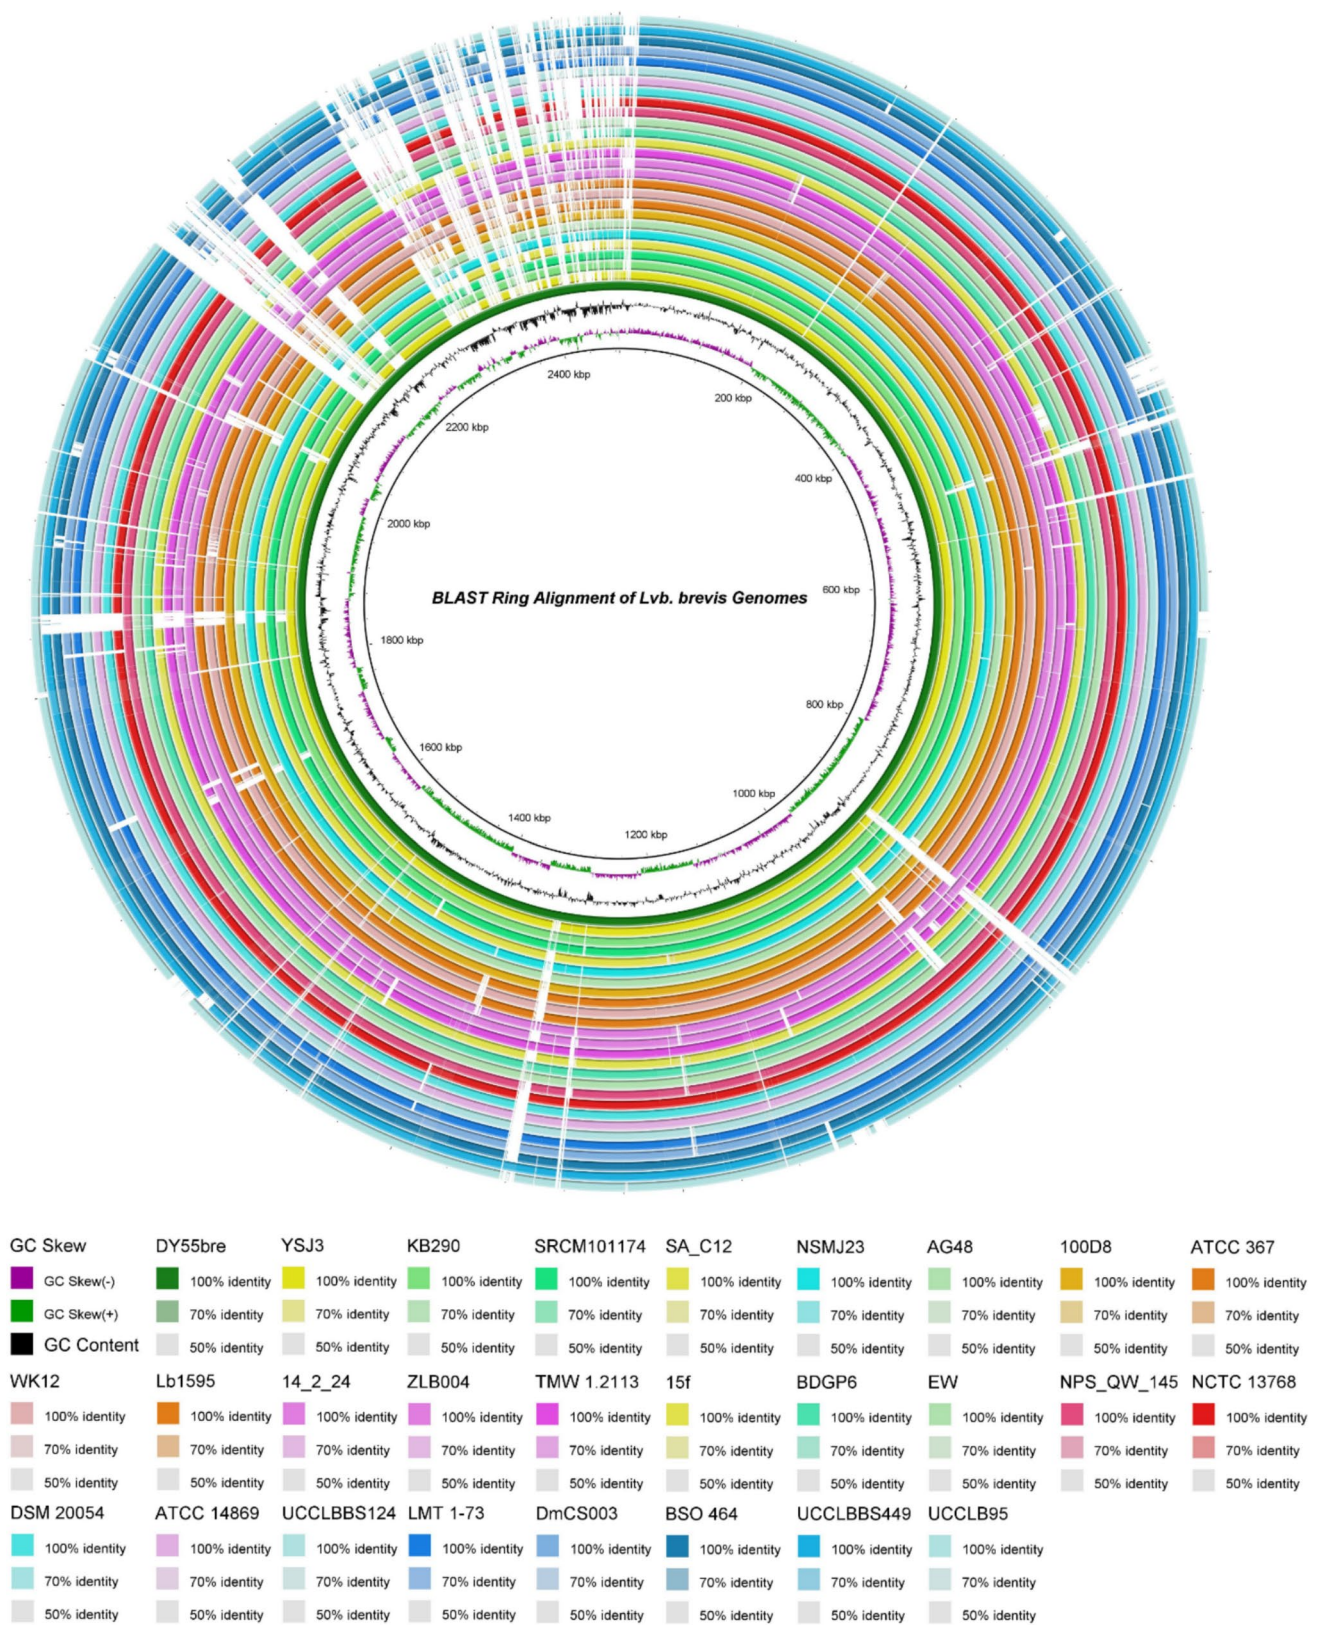 2400 kbp
200 kbp
2200 kbp
400 kbp
2000 kbp
600 kbp
BLAST Ring Alignment of Lvb. brevis Genomes
1800 kbp
800 kbp
1600 kbp
1000 kbp
1400 kbp
1200 kbp
GC Skew DY55bre YSJ3 KB290 SRCM101174 SA_C12 NSMJ23 AG48 100D8 ATCC 367
GC Skew(-) 100% identity 100% identity 100% identity 100% identity 100% identity 100% identity 100% identity 100% identity 100% identity
GC Skew(+) 70% identity 70% identity 70% identity 70% identity 70% identity 70% identity 70% identity 70% identity 70% identity
GC Content 50% identity 50% identity 50% identity 50% identity 50% identity 50% identity 50% identity 50% identity 50% identity
WK12 Lb1595 14_2_24 ZLB004 TMW 1.2113 15f BDGP6 EW NPS_QW_145 NCTC 13768
100% identity 100% identity 100% identity 100% identity 100% identity 100% identity 100% identity 100% identity 100% identity 100% identity
70% identity 70% identity 70% identity 70% identity 70% identity 70% identity 70% identity 70% identity 70% identity 70% identity
50% identity 50% identity 50% identity 50% identity 50% identity 50% identity 50% identity 50% identity 50% identity 50% identity
DSM 20054 ATCC 14869 UCCLBBS124 LMT 1-73 DmCS003 BSO 464 UCCLBBS449 UCCLB95
100% identity 100% identity 100% identity 100% identity 100% identity 100% identity 100% identity 100% identity
70% identity 70% identity 70% identity 70% identity 70% identity 70% identity 70% identity 70% identity
50% identity 50% identity 50% identity 50% identity 50% identity 50% identity 50% identity 50% identity